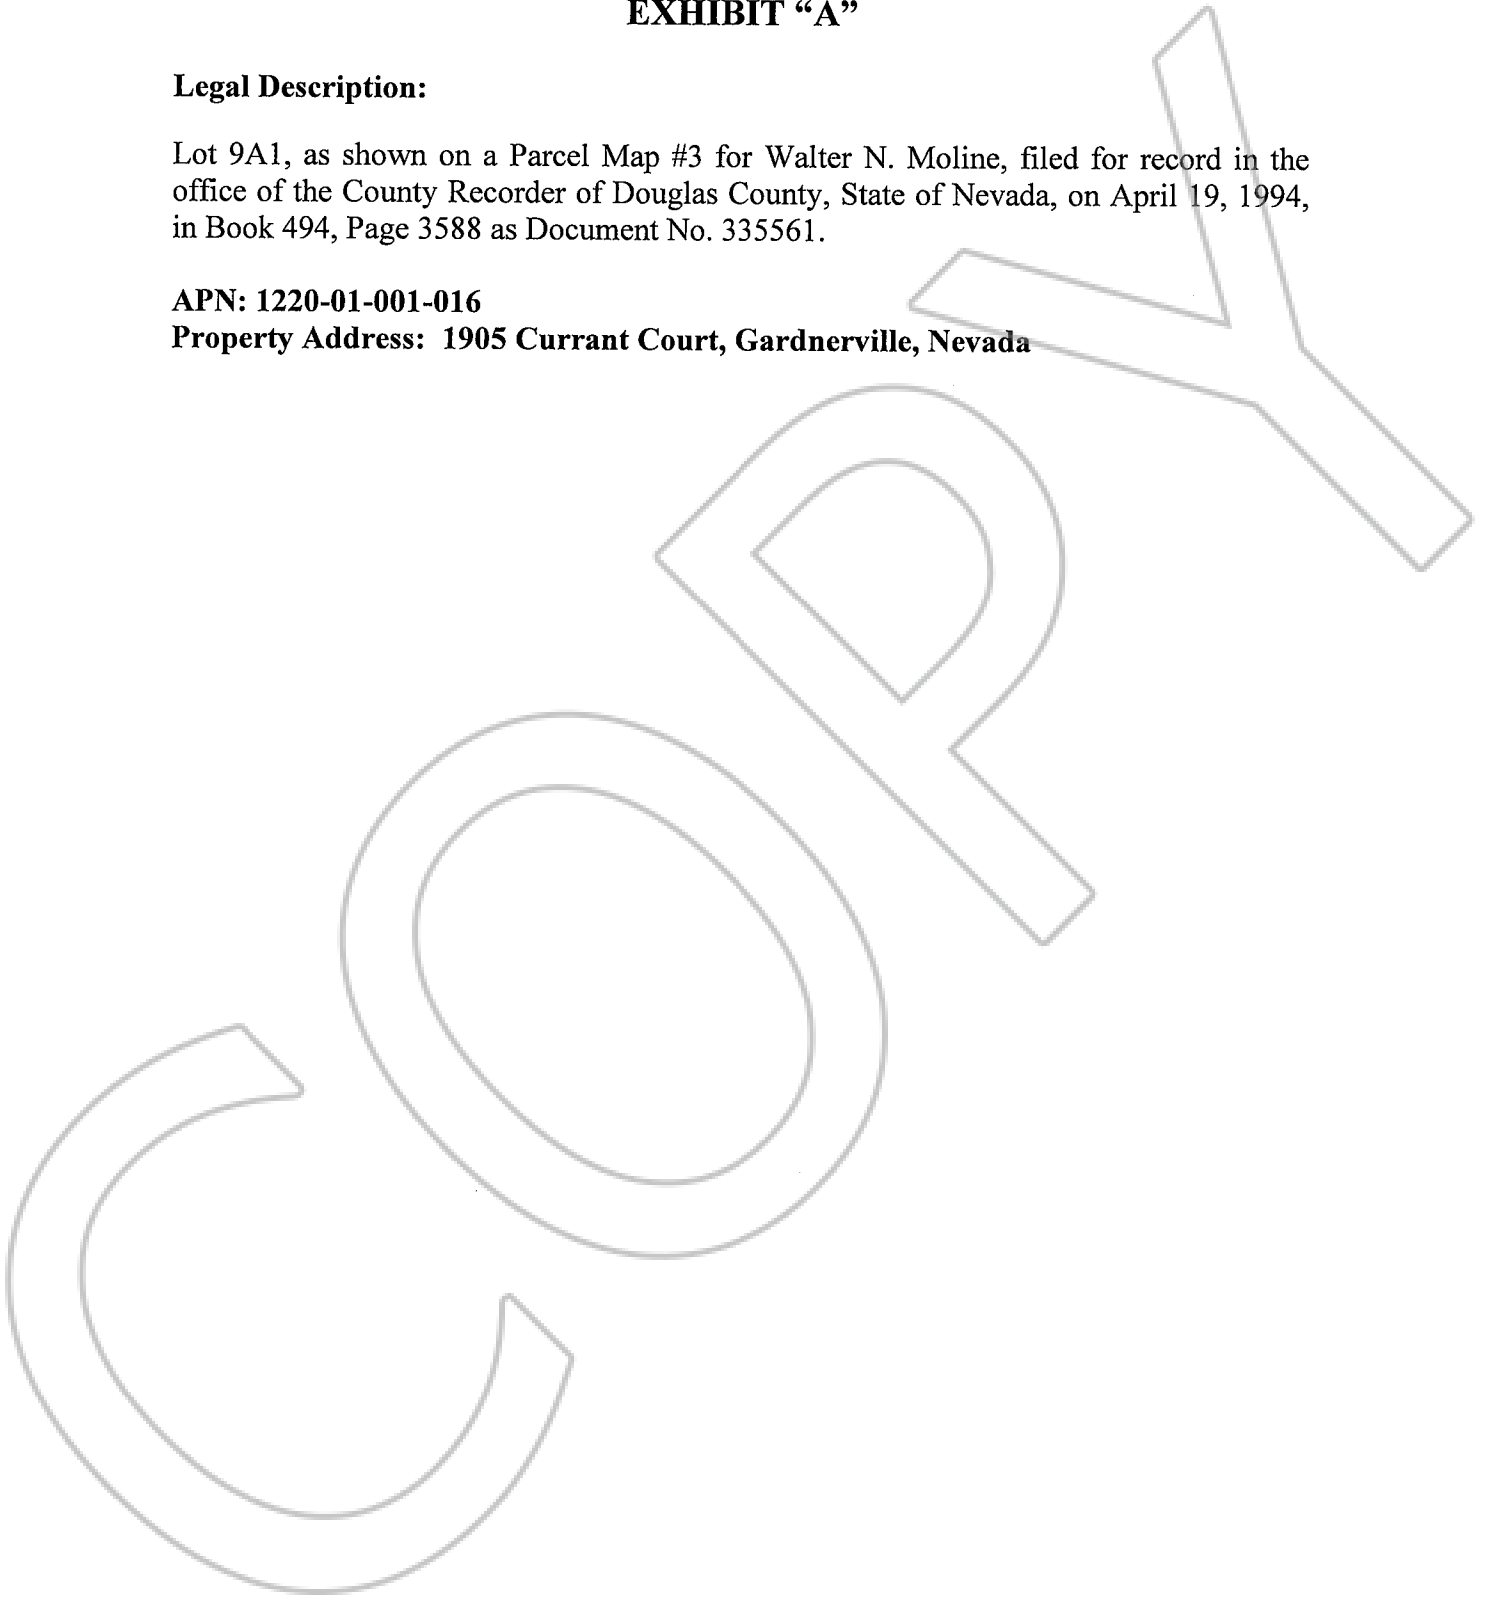 EXHIBIT “A”
Legal Description:
Lot 9A1, as shown on a Parcel Map #3 for Walter N. Moline, filed for record in the
office of the County Recorder of Douglas County, State of Nevada, on April 19, 1994,
in Book 494, Page 3588 as Document No. 335561.
APN: 1220-01-001-016
Property Address: 1905 Currant Court, Gardnerville, Nevada
COPY